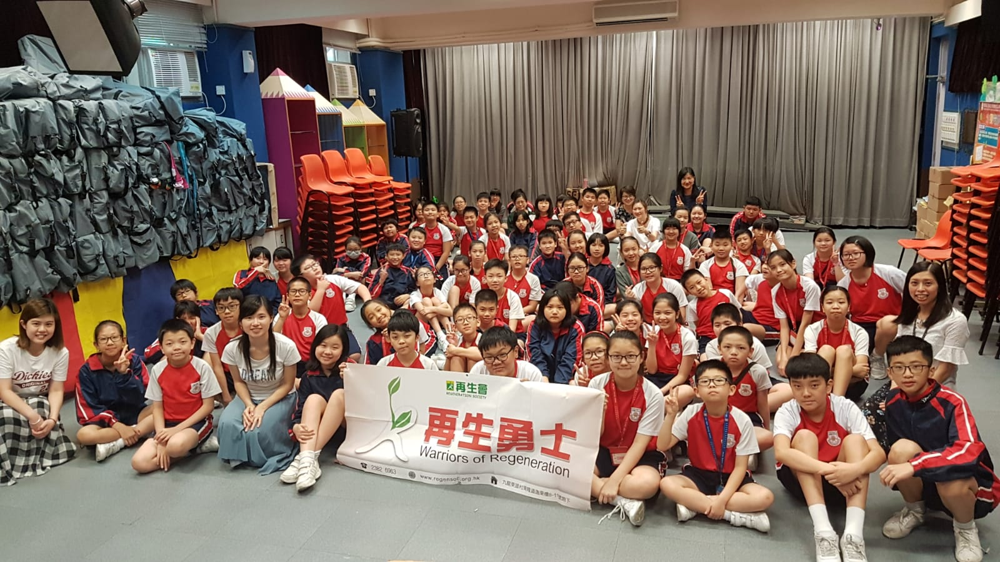 再生會
REGENERATION SOCIETY
再生勇士
Warriors of Regeneration
2382 6963
www.regensoc.org.hk
Dickies
ORIGINAL
DREAM